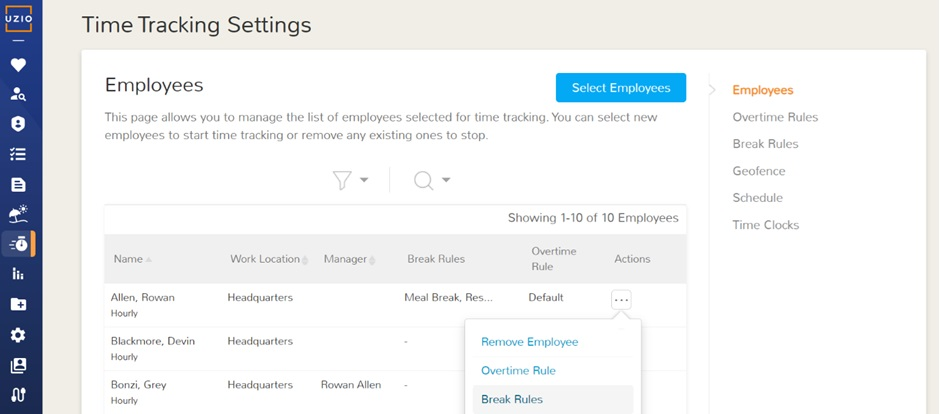 UZIO
Time Tracking Settings
Employees
Select Employees
This page allows you to manage the list of employees selected for time tracking. You can select new
employees to start time tracking or remove any existing ones to stop.
Employees
Overtime Rules
Break Rules
Geofence
Schedule
Time Clocks
Showing 1-10 of 10 Employees
Name Work Location Manager Break Rules Overtime Rule Actions
Allen, Rowan Headquarters Meal Break, Res... Default ...
Hourly
Blackmore, Devin Headquarters -
Hourly
Bonzi, Grey Headquarters Rowan Allen -
Hourly
Remove Employee
Overtime Rule
Break Rules